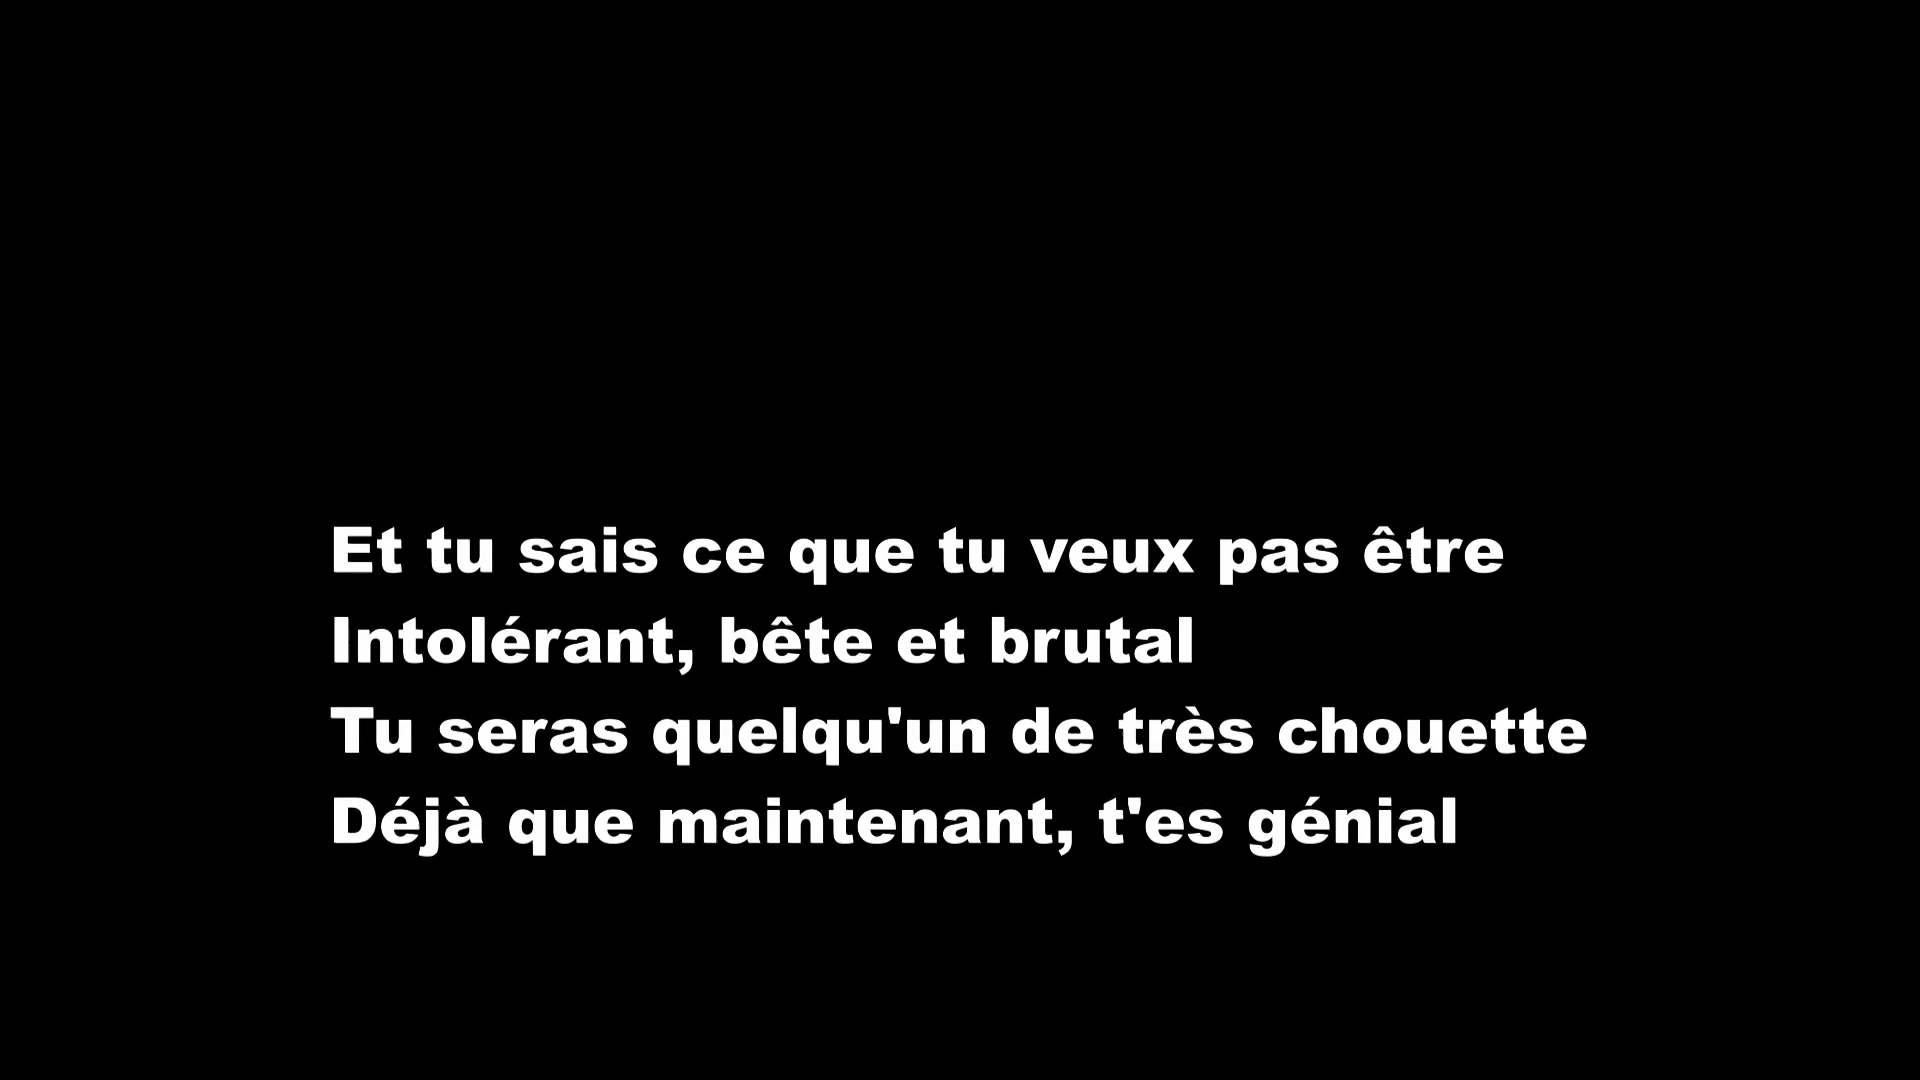 Et tu sais ce que tu veux pas être
Intolérant, bête et brutal
Tu seras quelqu'un de très chouette
Déjà que maintenant, t'es génial